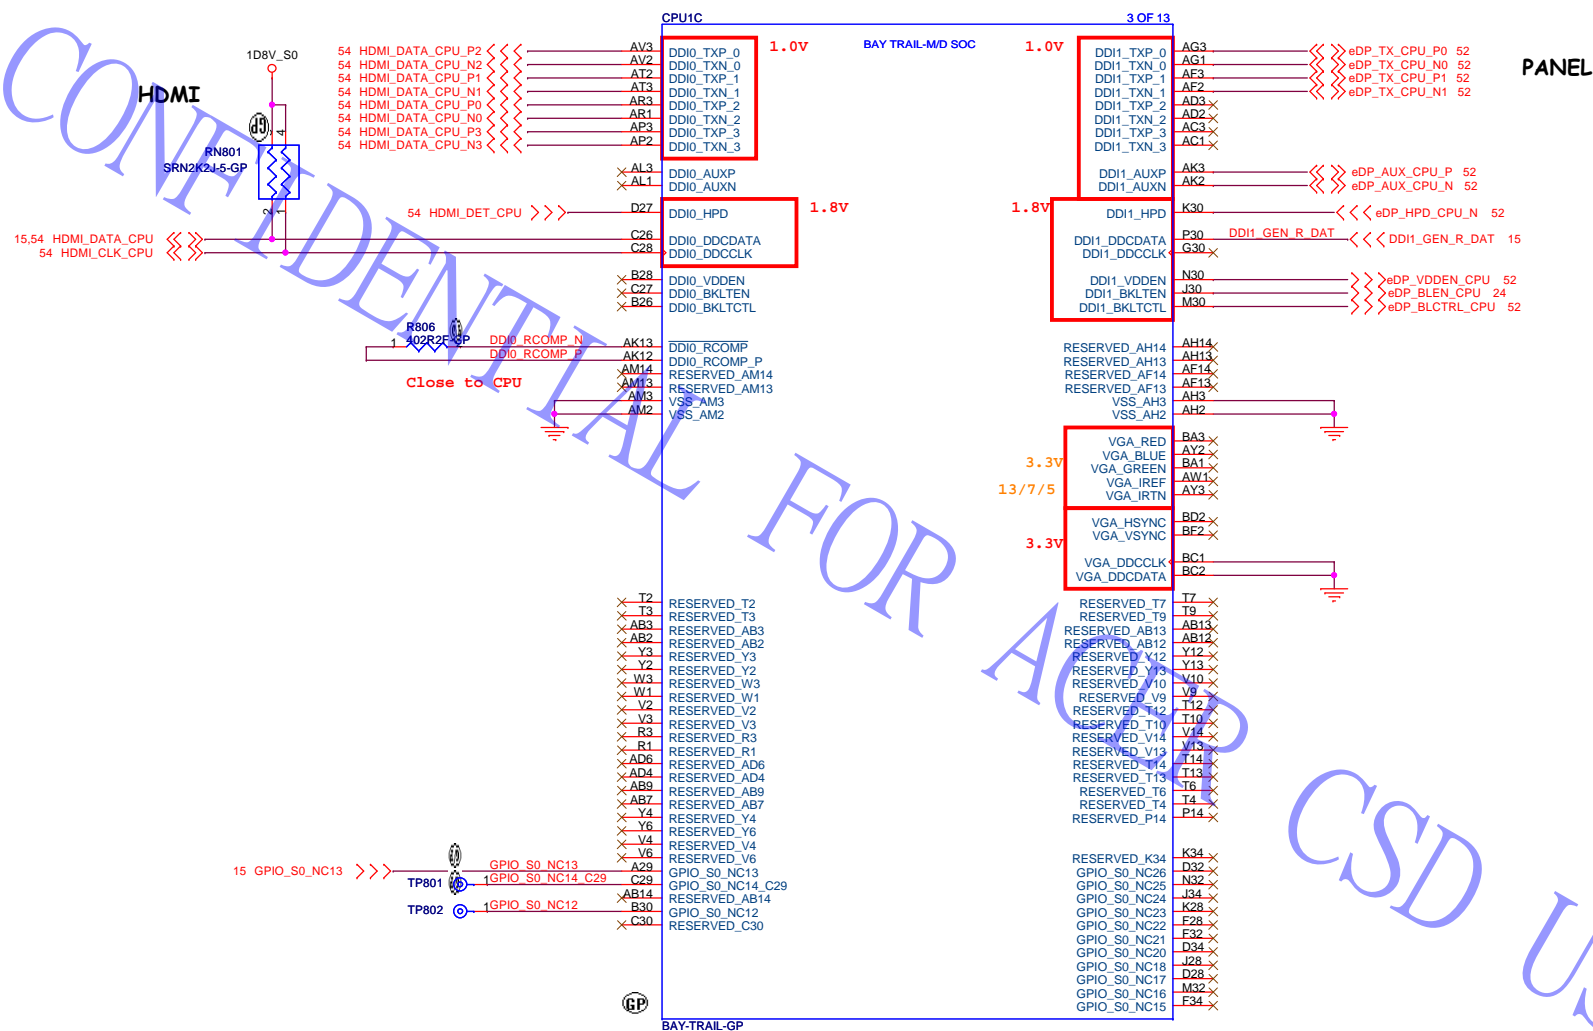 CPU1C
3 OF 13
BAY TRAIL-M/D SOC
1D8V_S0
HDMI
PANEL
RN801
SRN2K2J-5-GP
4
2
1
54 HDMI_DATA_CPU_P2 AV3 DDI0_TXP_0
54 HDMI_DATA_CPU_N2 AV2 DDI0_TXN_0
54 HDMI_DATA_CPU_P1 AT2 DDI0_TXP_1
54 HDMI_DATA_CPU_N1 AT3 DDI0_TXN_1
54 HDMI_DATA_CPU_P0 AR3 DDI0_TXP_2
54 HDMI_DATA_CPU_N0 AR1 DDI0_TXN_2
54 HDMI_DATA_CPU_P3 AP3 DDI0_TXP_3
54 HDMI_DATA_CPU_N3 AP2 DDI0_TXN_3
1.0V
AL3 DDI0_AUXP
AL1 DDI0_AUXN
54 HDMI_DET_CPU D27 DDI0_HPD
1.8V
15,54 HDMI_DATA_CPU C26 DDI0_DDCDATA
54 HDMI_CLK_CPU C28 DDI0_DDCCLK
B28 DDI0_VDDEN
C27 DDI0_BKLTEN
B26 DDI0_BKLTCTL
R806
402R2F-GP
1 DDI0_RCOMP_N AK13 DDI0_RCOMP
DDI0_RCOMP_P AK12 DDI0_RCOMP_P
Close to CPU
AM14 RESERVED_AM14
AM13 RESERVED_AM13
AM3 VSS_AM3
AM2 VSS_AM2
T2 RESERVED_T2
T3 RESERVED_T3
AB3 RESERVED_AB3
AB2 RESERVED_AB2
Y3 RESERVED_Y3
Y2 RESERVED_Y2
W3 RESERVED_W3
W1 RESERVED_W1
V2 RESERVED_V2
V3 RESERVED_V3
R3 RESERVED_R3
R1 RESERVED_R1
AD6 RESERVED_AD6
AD4 RESERVED_AD4
AB9 RESERVED_AB9
AB7 RESERVED_AB7
Y4 RESERVED_Y4
Y6 RESERVED_Y6
V4 RESERVED_V4
V6 RESERVED_V6
15 GPIO_S0_NC13 GPIO_S0_NC13 A29 GPIO_S0_NC13
TP801 1 GPIO_S0_NC14_C29 C29 GPIO_S0_NC14_C29
AB14 RESERVED_AB14
TP802 1 GPIO_S0_NC12 B30 GPIO_S0_NC12
C30 RESERVED_C30
1.0V
DDI1_TXP_0 AG3 eDP_TX_CPU_P0 52
DDI1_TXN_0 AG1 eDP_TX_CPU_N0 52
DDI1_TXP_1 AF3 eDP_TX_CPU_P1 52
DDI1_TXN_1 AF2 eDP_TX_CPU_N1 52
DDI1_TXP_2 AD3
DDI1_TXN_2 AD2
DDI1_TXP_3 AC3
DDI1_TXN_3 AC1
DDI1_AUXP AK3 eDP_AUX_CPU_P 52
DDI1_AUXN AK2 eDP_AUX_CPU_N 52
1.8V
DDI1_HPD K30 eDP_HPD_CPU_N 52
DDI1_DDCDATA P30 DDI1_GEN_R_DAT DDI1_GEN_R_DAT 15
DDI1_DDCCLK G30
DDI1_VDDEN N30 eDP_VDDEN_CPU 52
DDI1_BKLTEN J30 eDP_BLEN_CPU 24
DDI1_BKLTCTL M30 eDP_BLCTRL_CPU 52
RESERVED_AH14 AH14
RESERVED_AH13 AH13
RESERVED_AF14 AF14
RESERVED_AF13 AF13
VSS_AH3 AH3
VSS_AH2 AH2
3.3V
13/7/5
VGA_RED BA3
VGA_BLUE AY2
VGA_GREEN BA1
VGA_IREF AW1
VGA_IRTN AY3
3.3V
VGA_HSYNC BD2
VGA_VSYNC BF2
VGA_DDCCLK BC1
VGA_DDCDATA BC2
RESERVED_T7 T7
RESERVED_T9 T9
RESERVED_AB13 AB13
RESERVED_AB12 AB12
RESERVED_Y12 Y12
RESERVED_Y13 Y13
RESERVED_V10 V10
RESERVED_V9 V9
RESERVED_T12 T12
RESERVED_T10 T10
RESERVED_V14 V14
RESERVED_V13 V13
RESERVED_T14 T14
RESERVED_T13 T13
RESERVED_T6 T6
RESERVED_T4 T4
RESERVED_P14 P14
RESERVED_K34 K34
GPIO_S0_NC26 D32
GPIO_S0_NC25 N32
GPIO_S0_NC24 J34
GPIO_S0_NC23 K28
GPIO_S0_NC22 F28
GPIO_S0_NC21 F32
GPIO_S0_NC20 D34
GPIO_S0_NC18 J28
GPIO_S0_NC17 D28
GPIO_S0_NC16 M32
GPIO_S0_NC15 F34
GP
BAY-TRAIL-GP
CONFIDENTIAL FOR ACER CSD US